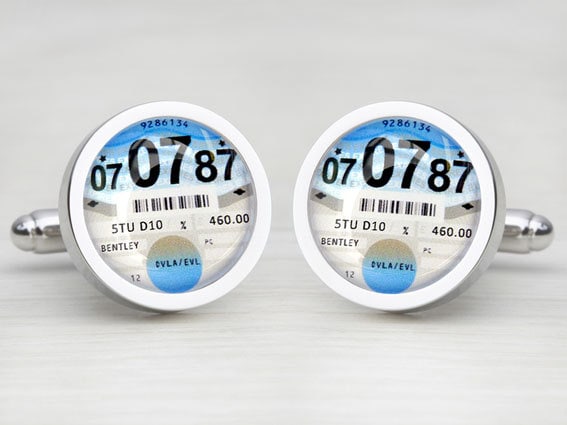 9286134
07 07 87
5TU D10 % 460.00
BENTLEY PC
DVLA/EVL
12
9286134
07 07 87
5TU D10 % 460.00
BENTLEY PC
DVLA/EVL
12